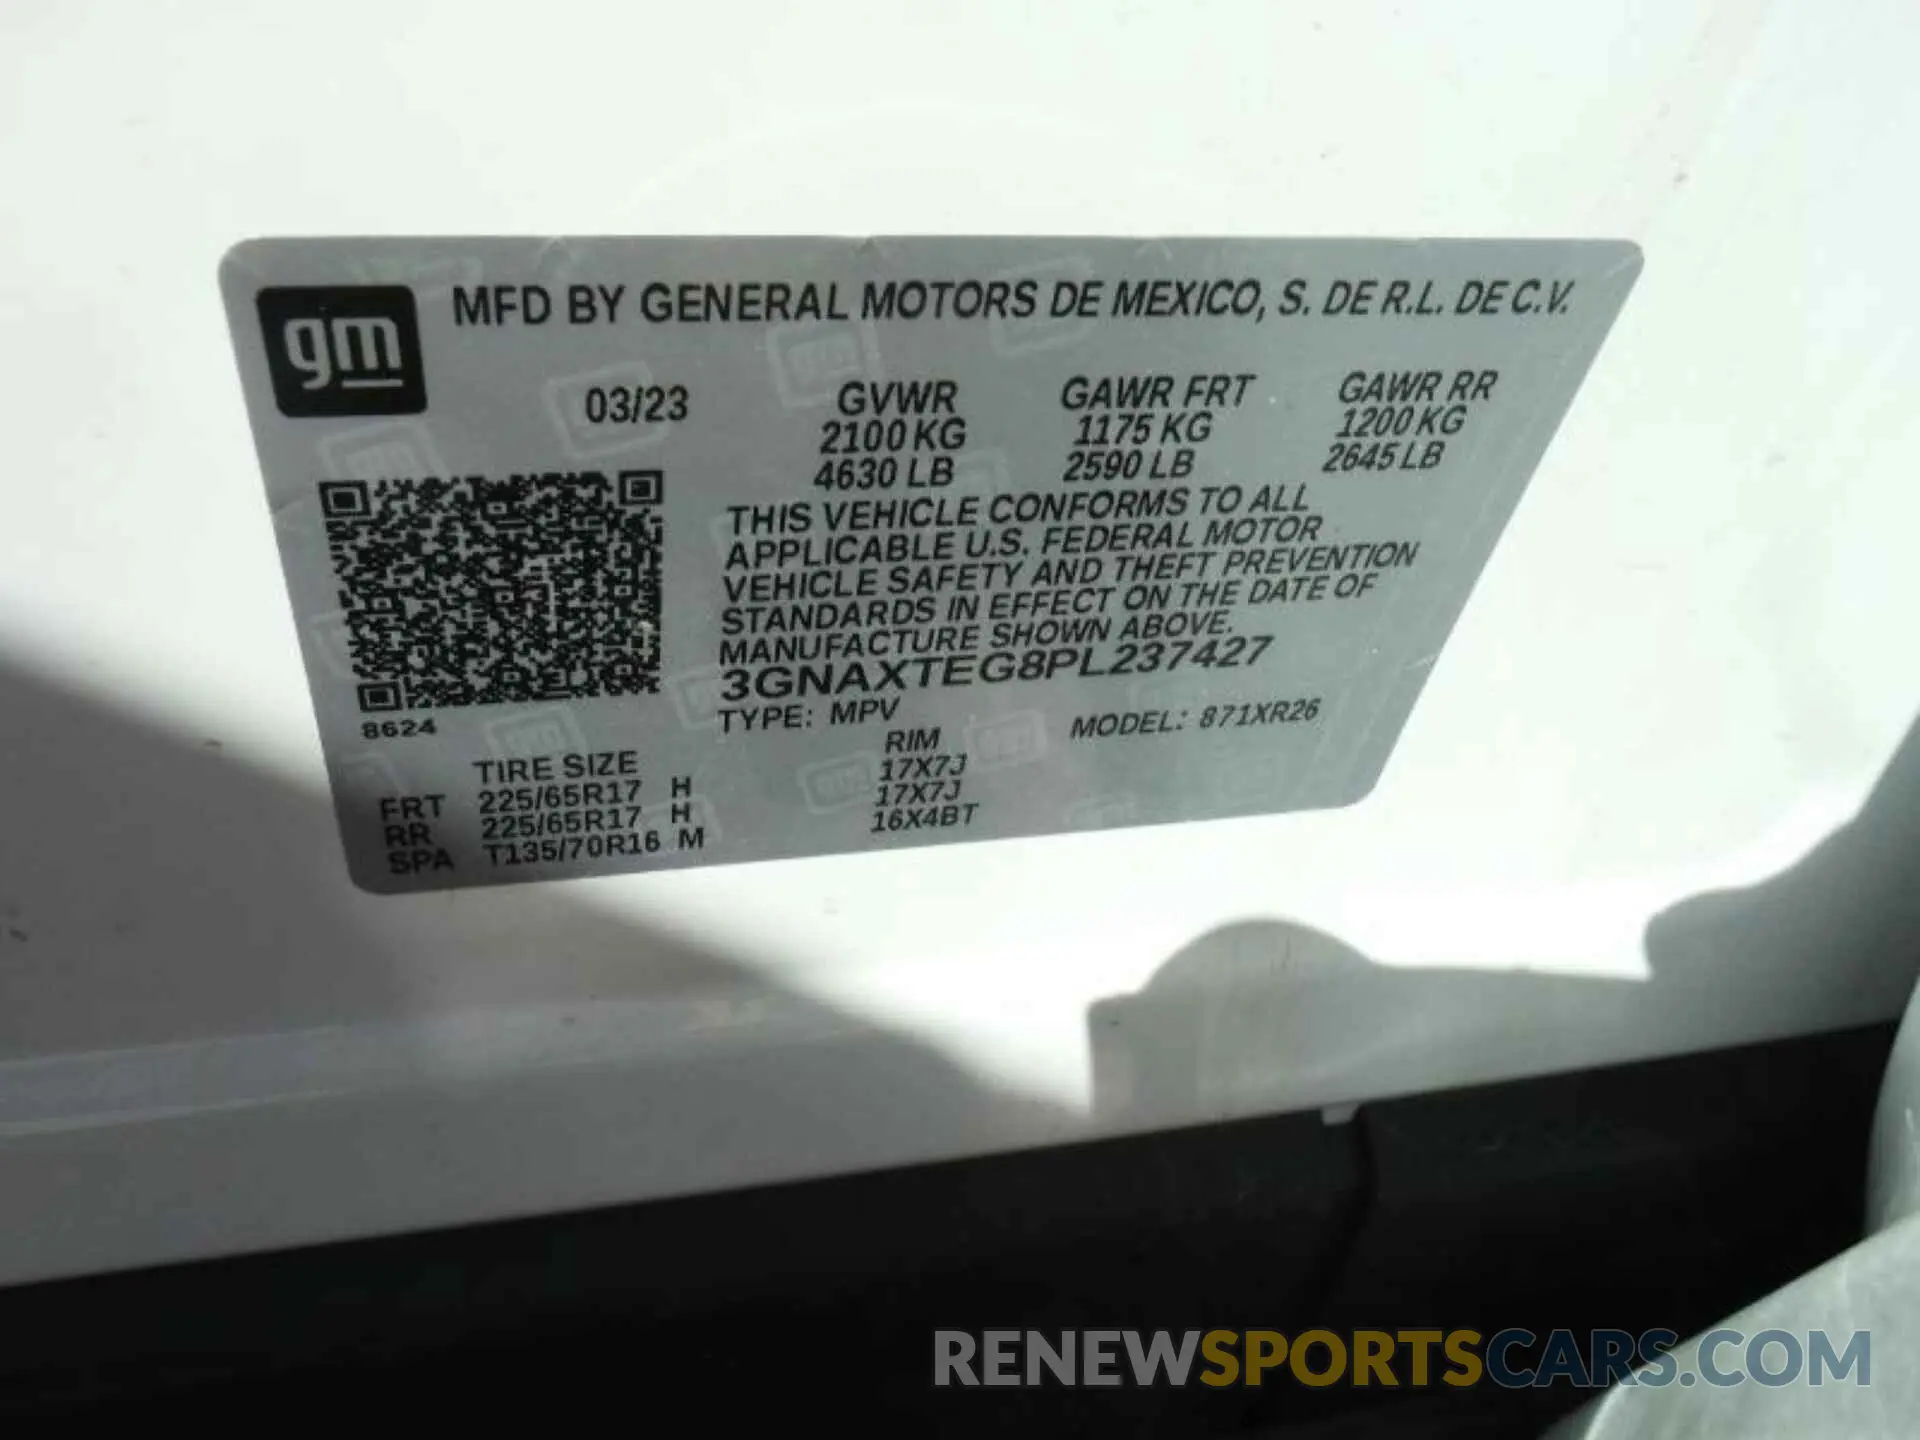 gm
MFD BY GENERAL MOTORS DE MEXICO, S. DE R.L. DE C.V.
03/23 GVWR GAWR FRT GAWR RR
2100 KG 1175 KG 1200 KG
4630 LB 2590 LB 2645 LB
THIS VEHICLE CONFORMS TO ALL
APPLICABLE U.S. FEDERAL MOTOR
VEHICLE SAFETY AND THEFT PREVENTION
STANDARDS IN EFFECT ON THE DATE OF
MANUFACTURE SHOWN ABOVE.
3GNAXTEG8PL237427
8624
TYPE: MPV MODEL: 871XR26
TIRE SIZE RIM
FRT 225/65R17 H 17X7J
RR 225/65R17 H 17X7J
SPA T135/70R16 M 16X4BT
RENEWSPORTSCARS.COM